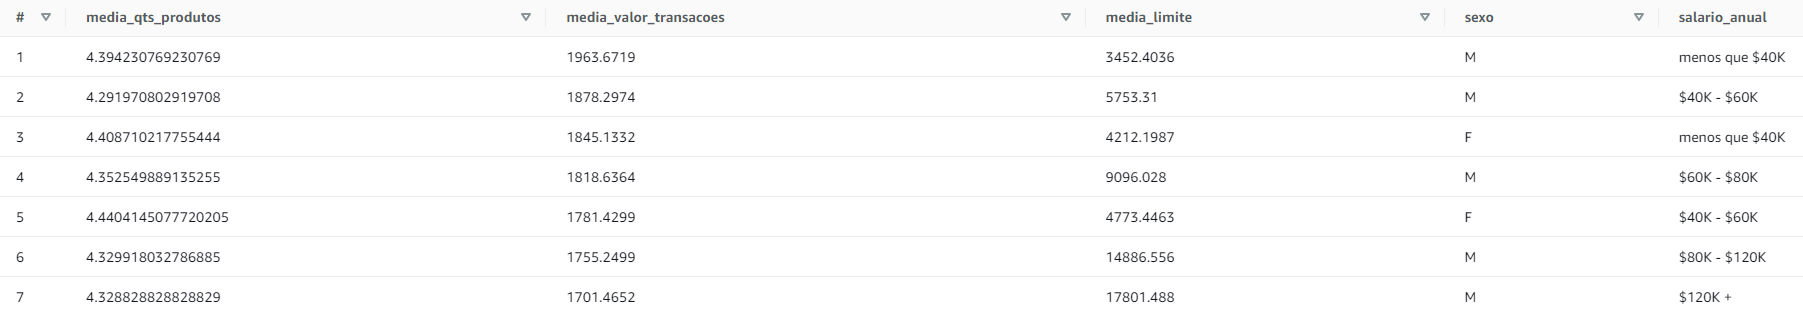 # media_qts_produtos media_valor_transacoes media_limite sexo salario_anual
1 4.394230769230769 1963.6719 3452.4036 M menos que $40K
2 4.291970802919708 1878.2974 5753.31 M $40K - $60K
3 4.408710217755444 1845.1332 4212.1987 F menos que $40K
4 4.352549889135255 1818.6364 9096.028 M $60K - $80K
5 4.4404145077720205 1781.4299 4773.4463 F $40K - $60K
6 4.329918032786885 1755.2499 14886.556 M $80K - $120K
7 4.328828828828829 1701.4652 17801.488 M $120K +